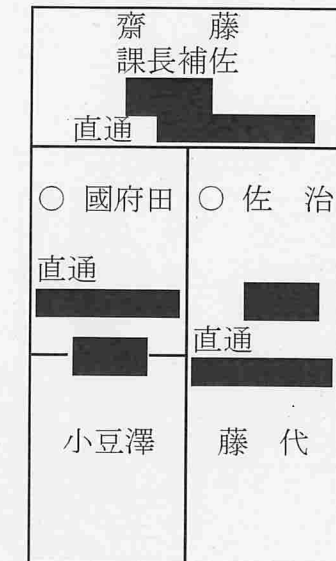 齋　藤
課長補佐
直通
○ 國府田
直通
小豆澤
○ 佐　治
直通
藤　代